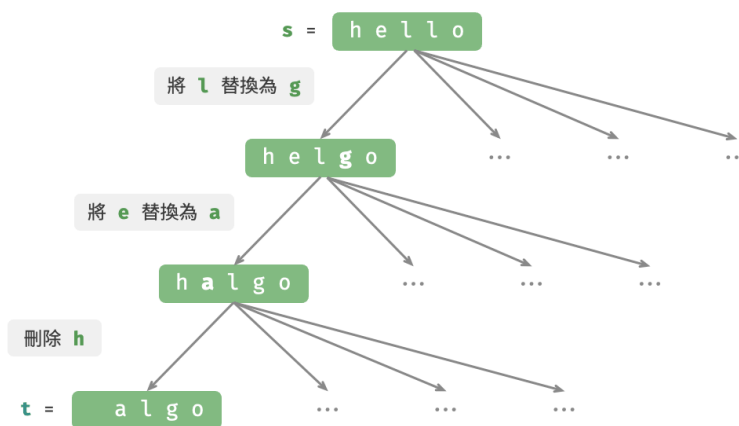 s = hello
將 l 替換為 g
helgo
... ... ..
將 e 替換為 a
halgo
... ... ...
刪除 h
t = algo
... ... ...